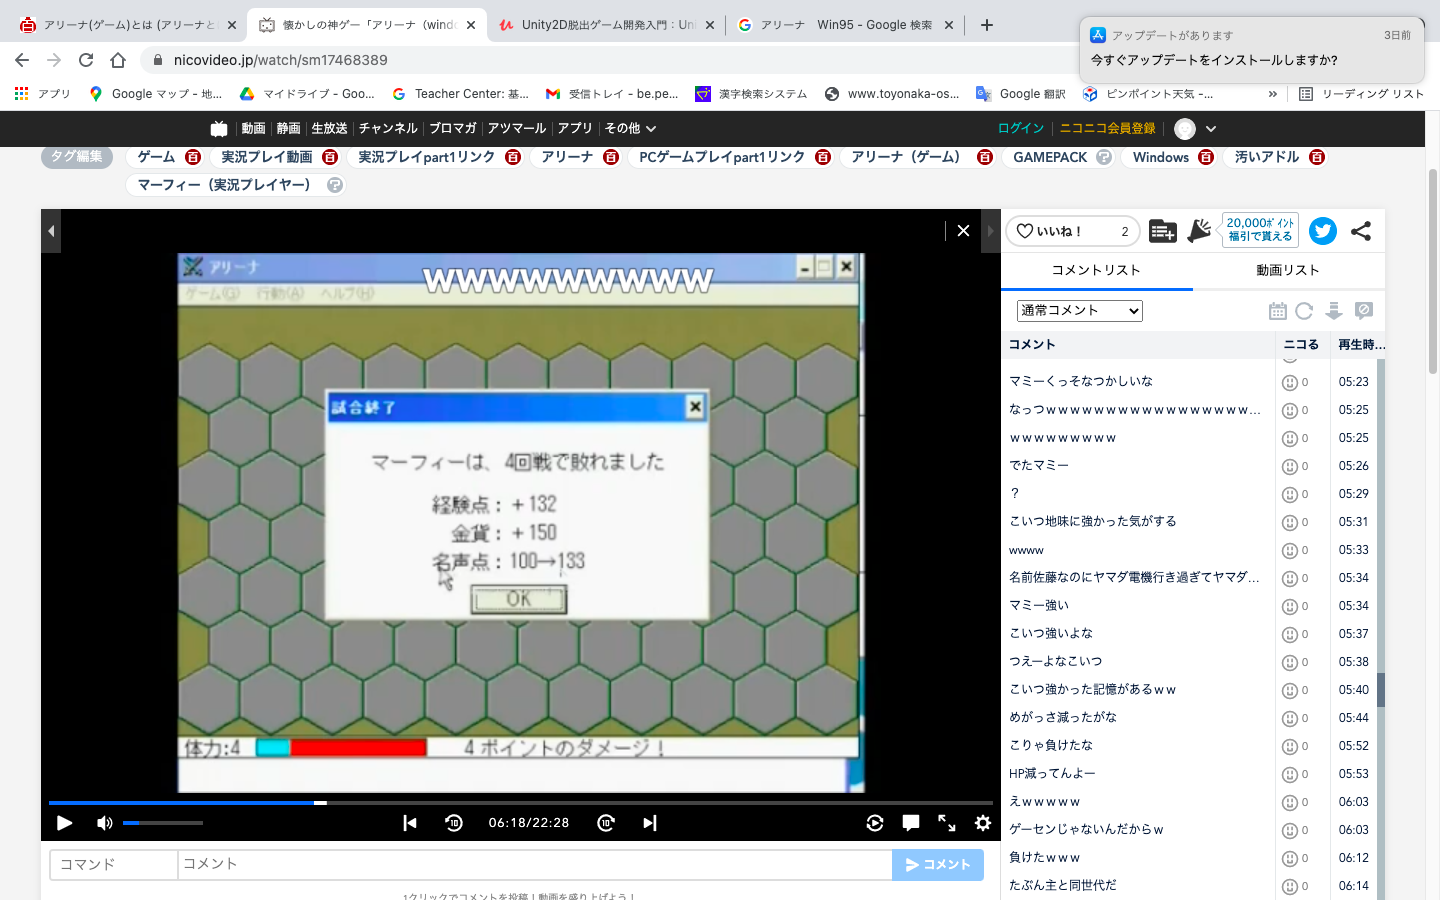 アリーナ(ゲーム)とは (アリーナと
懐かしの神ゲー「アリーナ（windo
Unity2D脱出ゲーム開発入門：Uni
アリーナ Win95 - Google 検索
アップデートがあります
3日前
今すぐアップデートをインストールしますか?
nicovideo.jp/watch/sm17468389
アプリ
Google マップ - 地...
マイドライブ - Goo...
Teacher Center: 基...
受信トレイ - be.pe...
漢字検索システム
www.toyonaka-os...
Google 翻訳
ピンポイント天気 -...
»
リーディング リスト
動画
静画
生放送
チャンネル
ブロマガ
アツマール
アプリ
その他
ログイン
ニコニコ会員登録
タグ編集
ゲーム 百
実況プレイ動画 百
実況プレイpart1リンク 百
アリーナ 百
PCゲームプレイpart1リンク 百
アリーナ（ゲーム） 百
GAMEPACK ?
Windows 百
汚いアドル 百
マーフィー（実況プレイヤー） ?
アリーナ
wwwwwwwww
ゲーム(G) 行動(A) ヘルプ(H)
試合終了
マーフィーは、4回戦で敗れました
経験点：＋132
金貨：＋150
名声点：100→133
OK
体力:4
4 ポイントのダメージ！
10
06:18/22:28
10
コマンド
コメント
コメント
1クリックでコメントを投稿！動画を盛り上げよう！
いいね！ 2
20,000ﾎﾟｲﾝﾄ
福引で貰える
コメントリスト
動画リスト
通常コメント
コメント ニコる 再生時...
マミーくっそなつかしいな 0 05:23
なっつｗｗｗｗｗｗｗｗｗｗｗｗｗｗｗｗｗ... 0 05:25
ｗｗｗｗｗｗｗｗｗ 0 05:25
でたマミー 0 05:26
？ 0 05:29
こいつ地味に強かった気がする 0 05:31
wwww 0 05:33
名前佐藤なのにヤマダ電機行き過ぎてヤマダ... 0 05:34
マミー強い 0 05:34
こいつ強いよな 0 05:37
つえーよなこいつ 0 05:38
こいつ強かった記憶があるｗｗ 0 05:40
めがっさ減ったがな 0 05:44
こりゃ負けたな 0 05:52
HP減ってんよー 0 05:53
えｗｗｗｗｗ 0 06:03
ゲーセンじゃないんだからｗ 0 06:03
負けたｗｗｗ 0 06:12
たぶん主と同世代だ 0 06:14